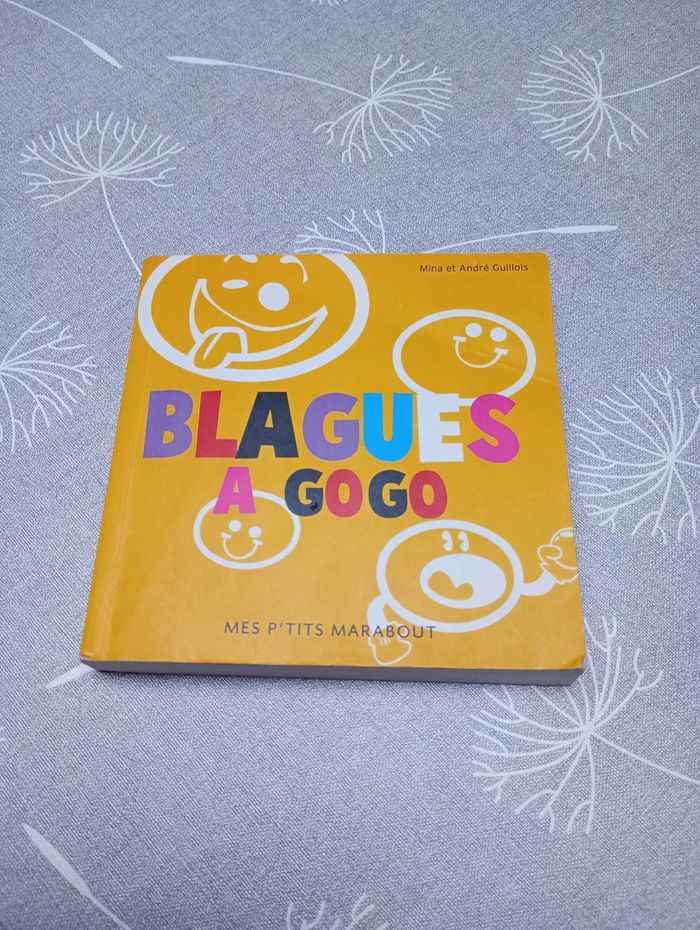 Mina et André Guillois
BLAGUES
A GOGO
MES P'TITS MARABOUT